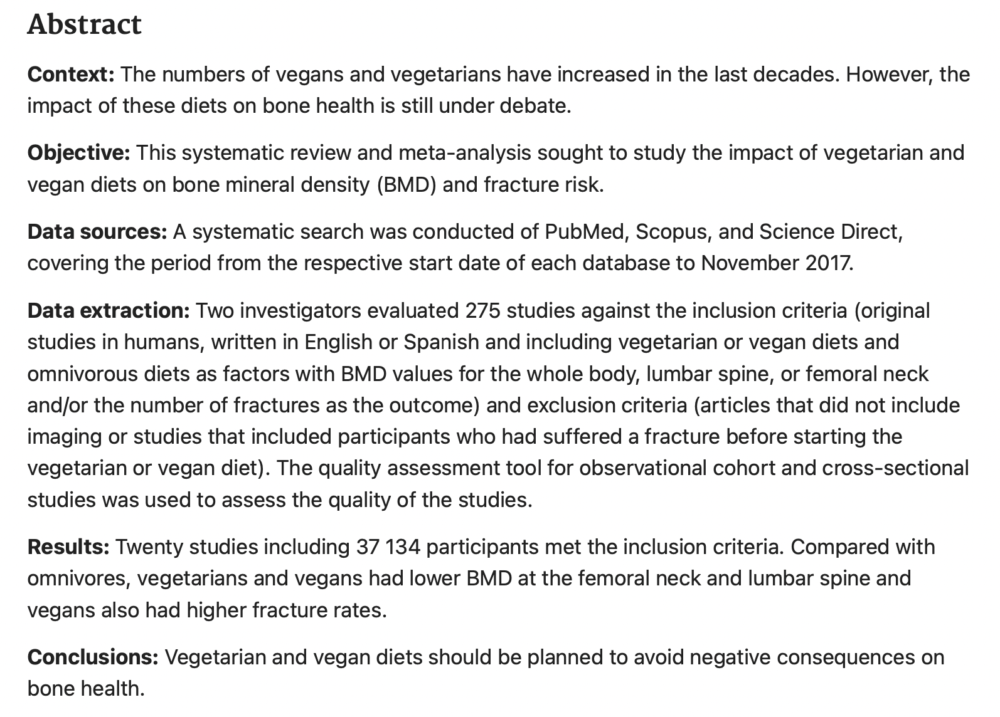 Abstract
Context: The numbers of vegans and vegetarians have increased in the last decades. However, the
impact of these diets on bone health is still under debate.
Objective: This systematic review and meta-analysis sought to study the impact of vegetarian and
vegan diets on bone mineral density (BMD) and fracture risk.
Data sources: A systematic search was conducted of PubMed, Scopus, and Science Direct,
covering the period from the respective start date of each database to November 2017.
Data extraction: Two investigators evaluated 275 studies against the inclusion criteria (original
studies in humans, written in English or Spanish and including vegetarian or vegan diets and
omnivorous diets as factors with BMD values for the whole body, lumbar spine, or femoral neck
and/or the number of fractures as the outcome) and exclusion criteria (articles that did not include
imaging or studies that included participants who had suffered a fracture before starting the
vegetarian or vegan diet). The quality assessment tool for observational cohort and cross-sectional
studies was used to assess the quality of the studies.
Results: Twenty studies including 37 134 participants met the inclusion criteria. Compared with
omnivores, vegetarians and vegans had lower BMD at the femoral neck and lumbar spine and
vegans also had higher fracture rates.
Conclusions: Vegetarian and vegan diets should be planned to avoid negative consequences on
bone health.